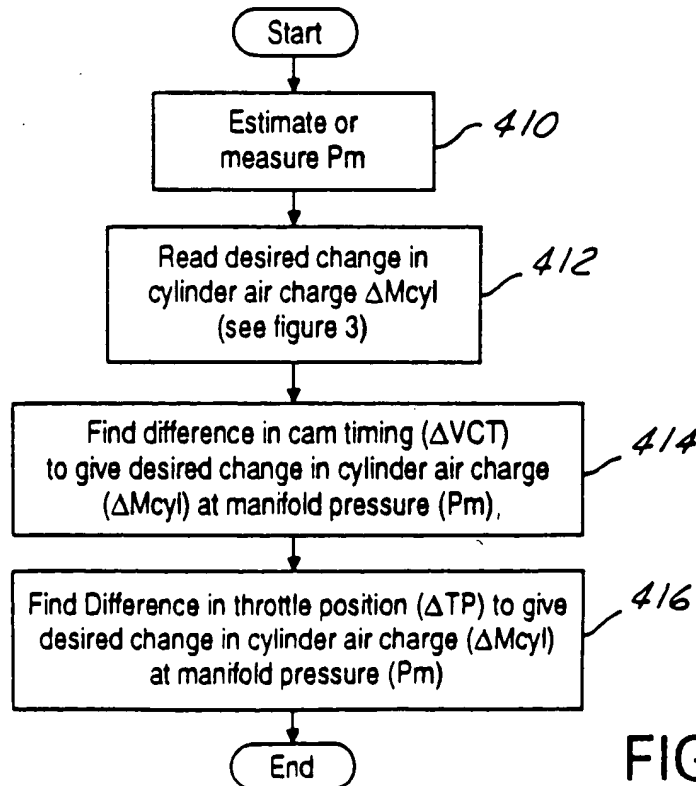 Start
Estimate or
measure Pm
410
Read desired change in
cylinder air charge ΔMcyl
(see figure 3)
412
Find difference in cam timing (ΔVCT)
to give desired change in cylinder air charge
(ΔMcyl) at manifold pressure (Pm),
414
Find Difference in throttle position (ΔTP) to give
desired change in cylinder air charge (ΔMcyl)
at manifold pressure (Pm)
416
End
FIG